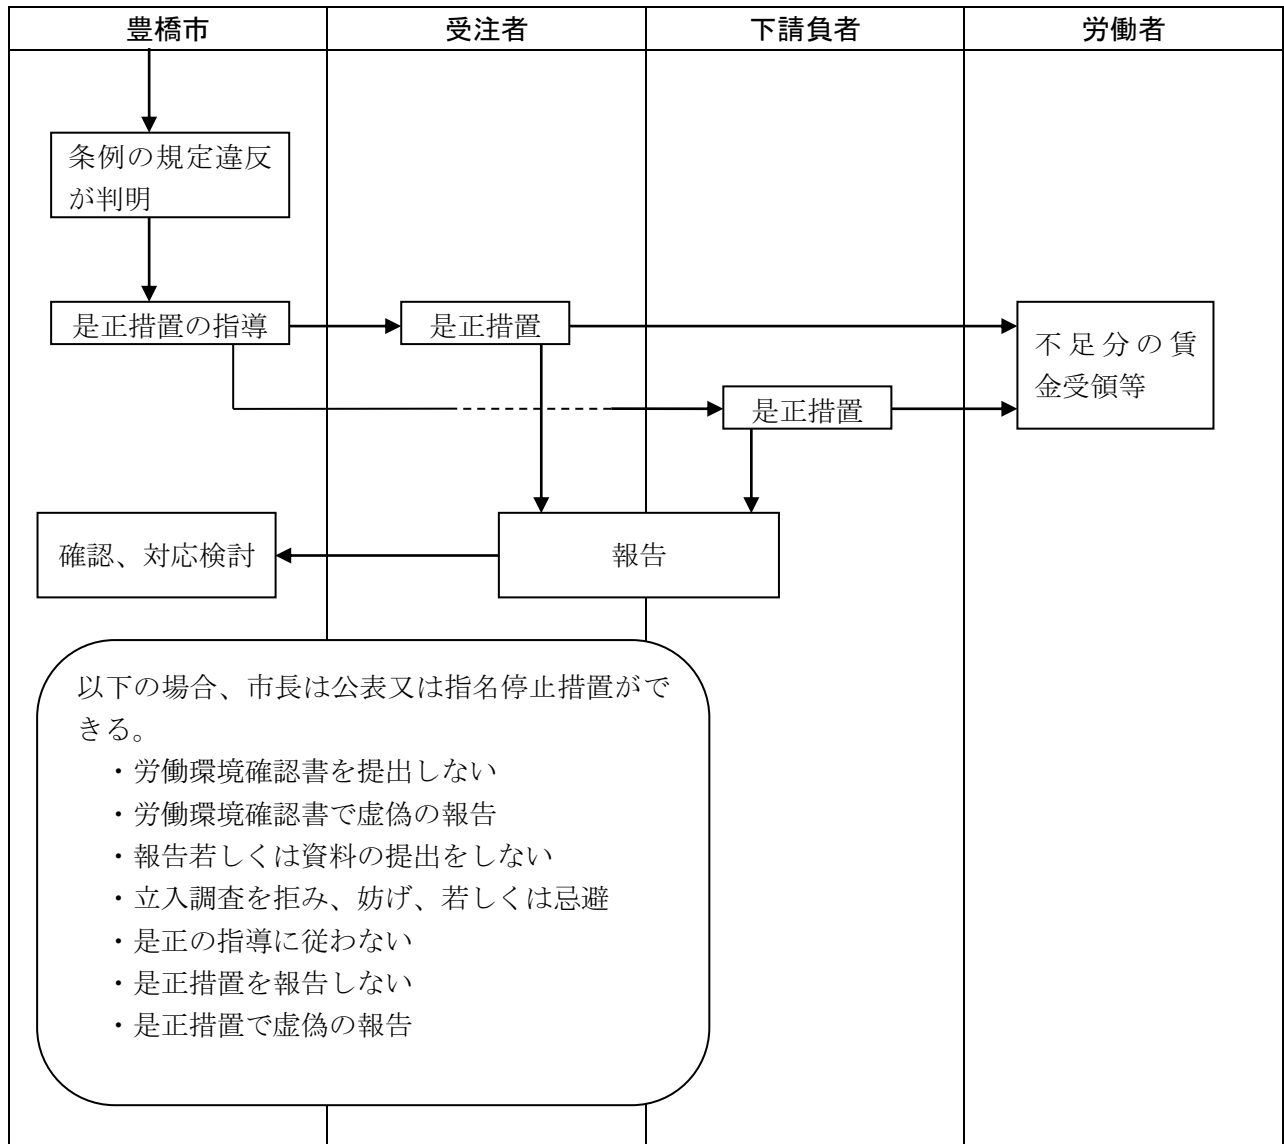 豊橋市 受注者 下請負者 労働者
条例の規定違反
が判明
是正措置の指導
是正措置
不足分の賃
金受領等
是正措置
確認、対応検討
報告
以下の場合、市長は公表又は指名停止措置がで
きる。
・労働環境確認書を提出しない
・労働環境確認書で虚偽の報告
・報告若しくは資料の提出をしない
・立入調査を拒み、妨げ、若しくは忌避
・是正の指導に従わない
・是正措置を報告しない
・是正措置で虚偽の報告